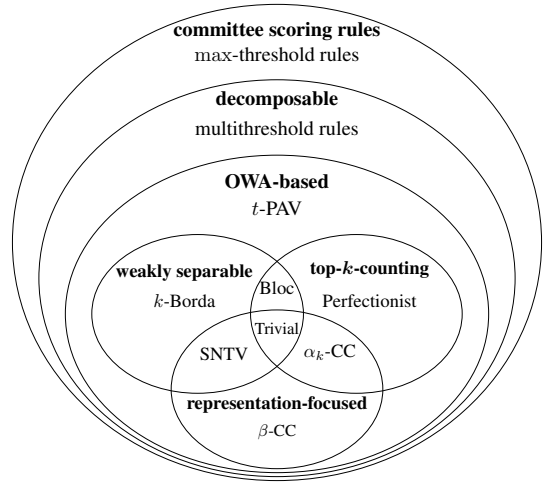 committee scoring rules
max-threshold rules
decomposable
multithreshold rules
OWA-based
t-PAV
weakly separable
top-k-counting
Bloc
k-Borda
Perfectionist
Trivial
SNTV
αₖ-CC
representation-focused
β-CC